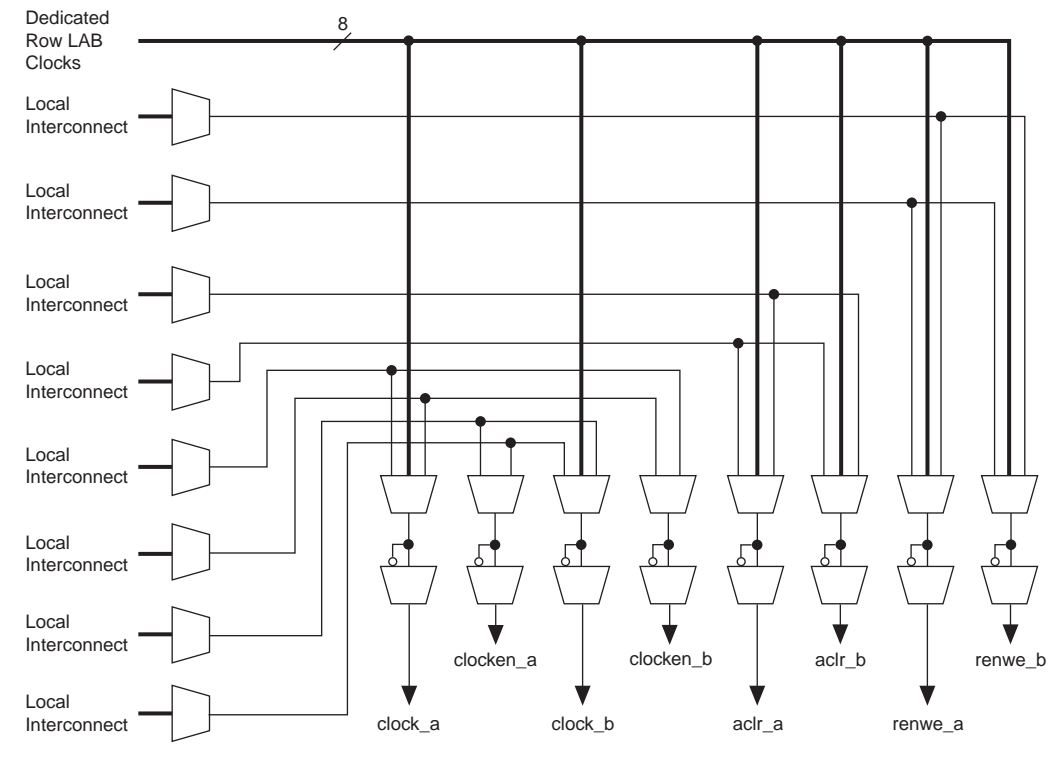 Dedicated
Row LAB
Clocks
8
Local
Interconnect
Local
Interconnect
Local
Interconnect
Local
Interconnect
Local
Interconnect
Local
Interconnect
Local
Interconnect
Local
Interconnect
clocken_a
clocken_b
aclr_b
renwe_b
clock_a
clock_b
aclr_a
renwe_a